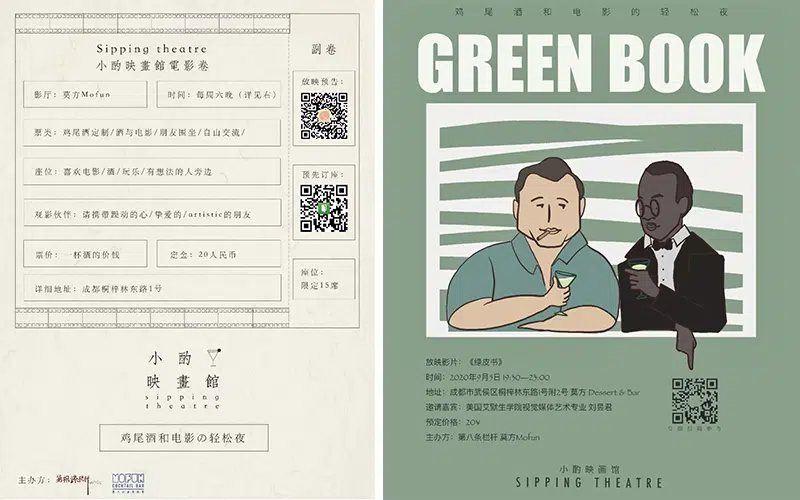 Sipping theatre
小酌映畫館電影卷
影厅：莫方Mofun
时间：每周六晚（详见右）
票类：鸡尾酒定制/酒与电影/朋友围坐/自由交流/
座位：喜欢电影/酒/玩乐/有想法的人旁边
观影伙伴：请携带躁动的心/挚爱的/artistic的朋友
票价：一杯酒的价钱
定金：20人民币
详细地址：成都桐梓林东路1号
副卷
放映预告：
预先订座：
座位：
限定15席
小酌
映畫館
sipping
theatre
鸡尾酒和电影の轻松夜
主办方：
MOFUN
COCKTAIL BAR
鸡尾酒和电影的轻松夜
GREEN BOOK
放映影片：《绿皮书》
时间：2020年9月5日 19:30—23:00
地址：成都市武侯区桐梓林东路1号附2号 莫方 Dessert & Bar
邀请嘉宾：美国艾默生学院视觉媒体艺术专业 刘昱君
预定价格：20¥
主办方：第八条栏杆 莫方Mofun
小酌映画馆
SIPPING THEATRE